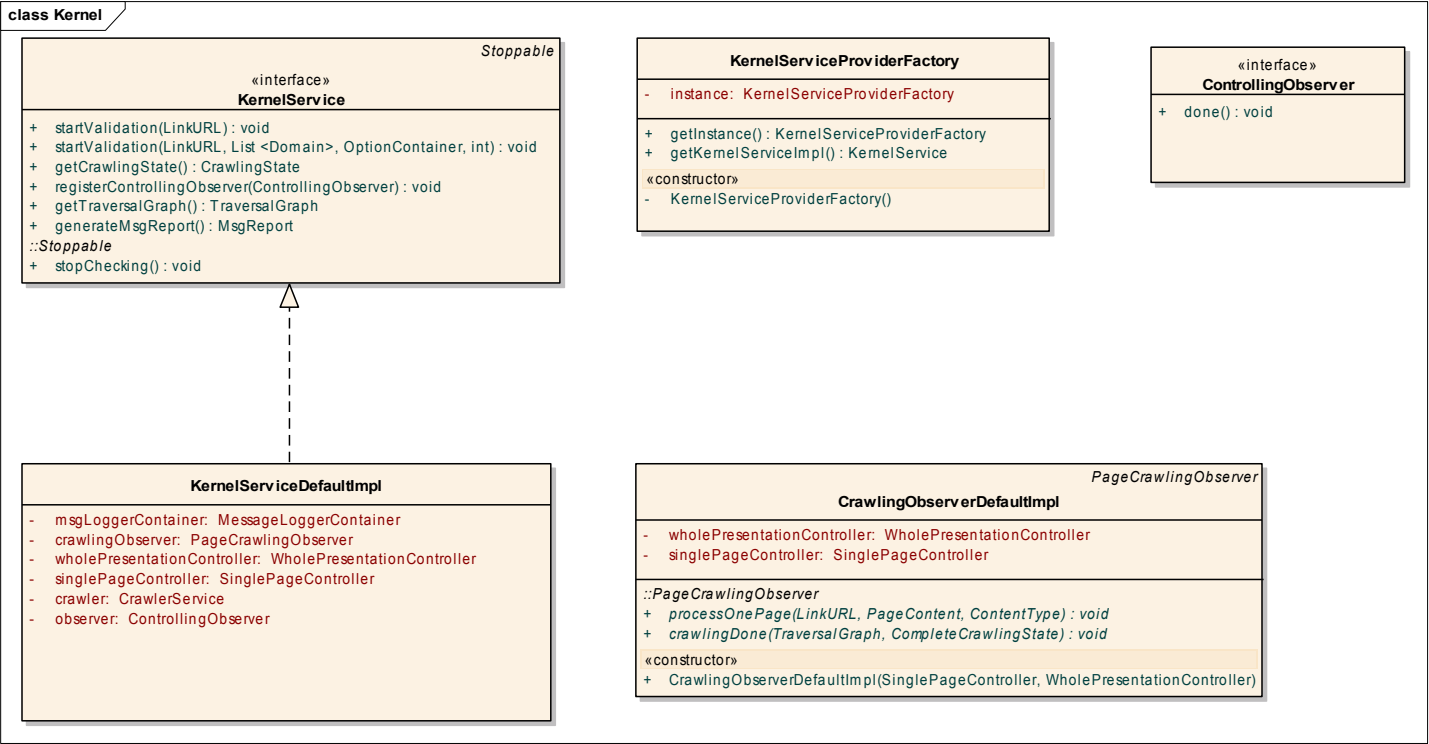 class Kernel
Stoppable
«interface»
KernelService
+ startValidation(LinkURL) : void
+ startValidation(LinkURL, List <Domain>, OptionContainer, int) : void
+ getCrawlingState() : CrawlingState
+ registerControllingObserver(ControllingObserver) : void
+ getTraversalGraph() : TraversalGraph
+ generateMsgReport() : MsgReport
::Stoppable
+ stopChecking() : void
KernelServiceProviderFactory
- instance: KernelServiceProviderFactory
+ getInstance() : KernelServiceProviderFactory
+ getKernelServiceImpl() : KernelService
«constructor»
- KernelServiceProviderFactory()
«interface»
ControllingObserver
+ done() : void
KernelServiceDefaultImpl
- msgLoggerContainer: MessageLoggerContainer
- crawlingObserver: PageCrawlingObserver
- wholePresentationController: WholePresentationController
- singlePageController: SinglePageController
- crawler: CrawlerService
- observer: ControllingObserver
PageCrawlingObserver
CrawlingObserverDefaultImpl
- wholePresentationController: WholePresentationController
- singlePageController: SinglePageController
::PageCrawlingObserver
+ processOnePage(LinkURL, PageContent, ContentType) : void
+ crawlingDone(TraversalGraph, CompleteCrawlingState) : void
«constructor»
+ CrawlingObserverDefaultImpl(SinglePageController, WholePresentationController)